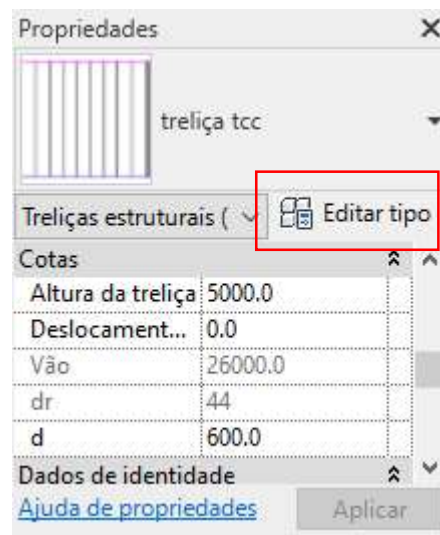 Propriedades
treliça tcc
Treliças estruturais ( Editar tipo
Cotas
Altura da treliça 5000.0
Deslocament... 0.0
Vão 26000.0
dr 44
d 600.0
Dados de identidade
Ajuda de propriedades Aplicar